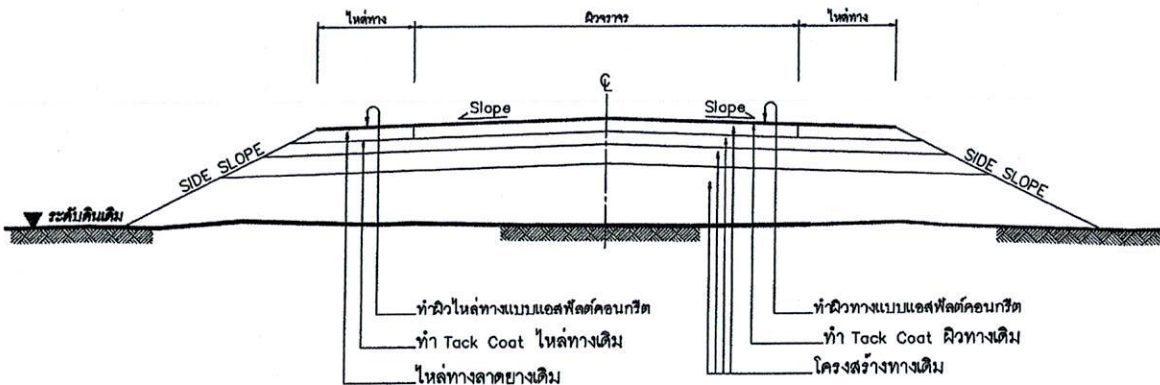 ไหล่ทาง ผิวจราจร ไหล่ทาง
℄
Slope Slope
SIDE SLOPE SIDE SLOPE
ระดับดินเดิม
ทำผิวไหล่ทางแบบแอสฟัลต์คอนกรีต ทำผิวทางแบบแอสฟัลต์คอนกรีต
ทำ Tack Coat ไหล่ทางเดิม ทำ Tack Coat ผิวทางเดิม
ไหล่ทางลาดยางเดิม โครงสร้างทางเดิม